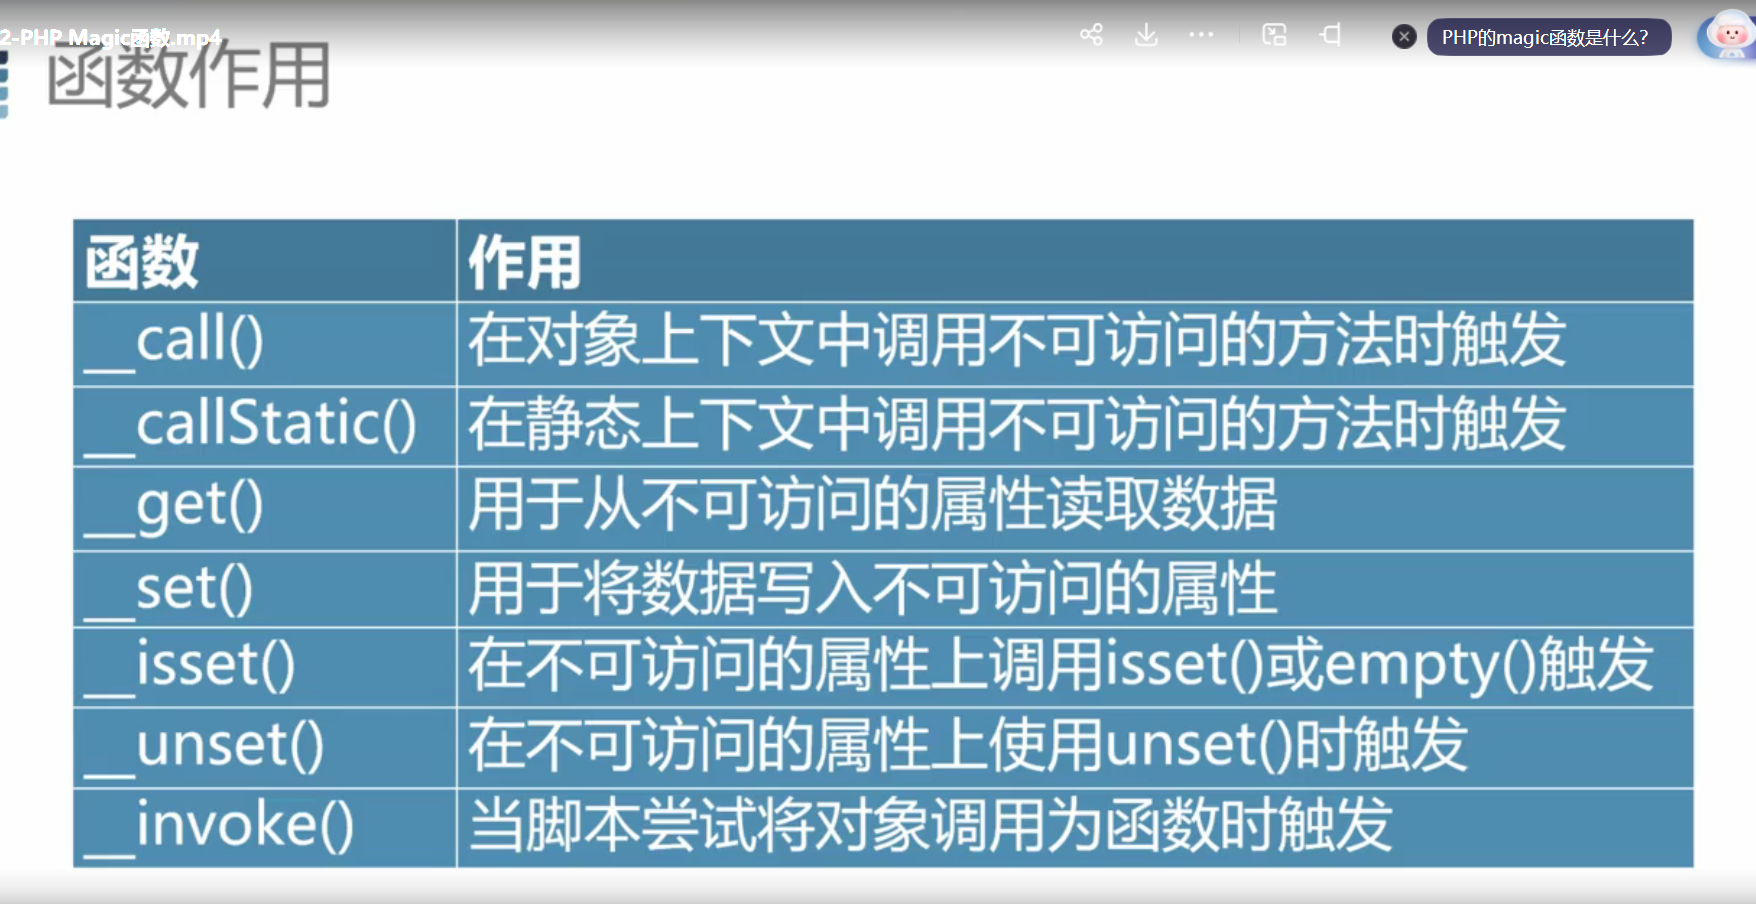 2-PHP Magic函数.mp4
PHP的magic函数是什么?
函数作用
函数 作用
__call() 在对象上下文中调用不可访问的方法时触发
__callStatic() 在静态上下文中调用不可访问的方法时触发
__get() 用于从不可访问的属性读取数据
__set() 用于将数据写入不可访问的属性
__isset() 在不可访问的属性上调用isset()或empty()触发
__unset() 在不可访问的属性上使用unset()时触发
__invoke() 当脚本尝试将对象调用为函数时触发